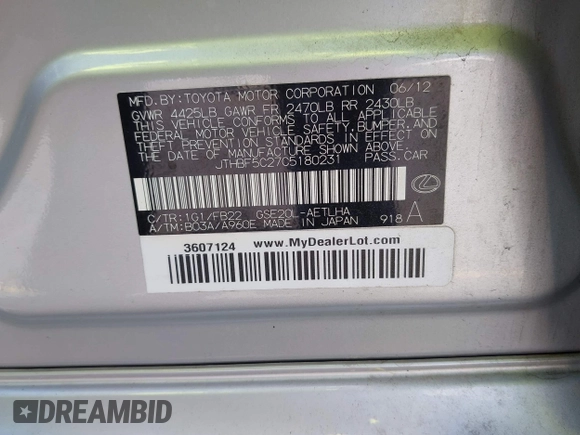 MFD.BY:TOYOTA MOTOR CORPORATION 06/12
GVWR 4425LB GAWR FR 2470LB RR 2430LB
THIS VEHICLE CONFORMS TO ALL APPLICABLE
FEDERAL MOTOR VEHICLE SAFETY,BUMPER,AND
THEFT PREVENTION STANDARDS IN EFFECT ON
THE DATE OF MANUFACTURE SHOWN ABOVE.
JTHBF5C27C5180231 PASS.CAR
C/TR:1G1/FB22 GSE20L-AETLHA
A/TM:B03A/A960E MADE IN JAPAN 918 A
3607124 www.MyDealerLot.com
DREAMBID